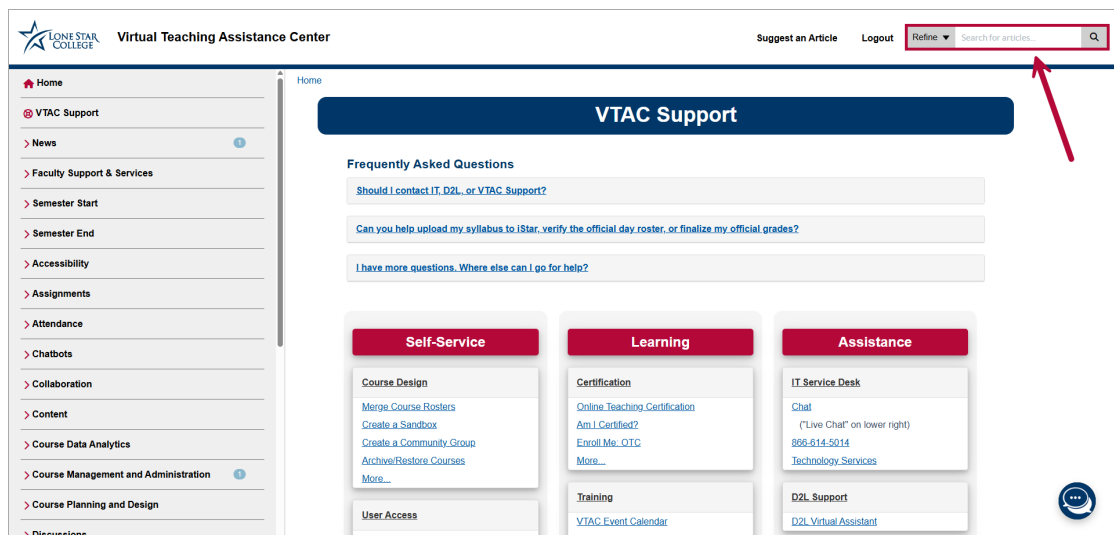 LONE STAR
COLLEGE
Virtual Teaching Assistance Center
Suggest an Article
Logout
Refine
Search for articles...
Home
VTAC Support
News 1
Faculty Support & Services
Semester Start
Semester End
Accessibility
Assignments
Attendance
Chatbots
Collaboration
Content
Course Data Analytics
Course Management and Administration 1
Course Planning and Design
Discussions
Home
VTAC Support
Frequently Asked Questions
Should I contact IT, D2L, or VTAC Support?
Can you help upload my syllabus to iStar, verify the official day roster, or finalize my official grades?
I have more questions. Where else can I go for help?
Self-Service
Course Design
Merge Course Rosters
Create a Sandbox
Create a Community Group
Archive/Restore Courses
More...
User Access
Learning
Certification
Online Teaching Certification
Am I Certified?
Enroll Me: OTC
More...
Training
VTAC Event Calendar
Assistance
IT Service Desk
Chat
("Live Chat" on lower right)
866-614-5014
Technology Services
D2L Support
D2L Virtual Assistant